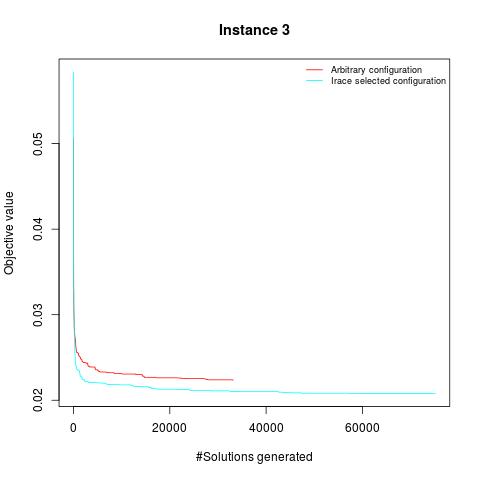 Instance 3
Arbitrary configuration
Irace selected configuration
Objective value
0.05
0.04
0.03
0.02
0 20000 40000 60000
#Solutions generated